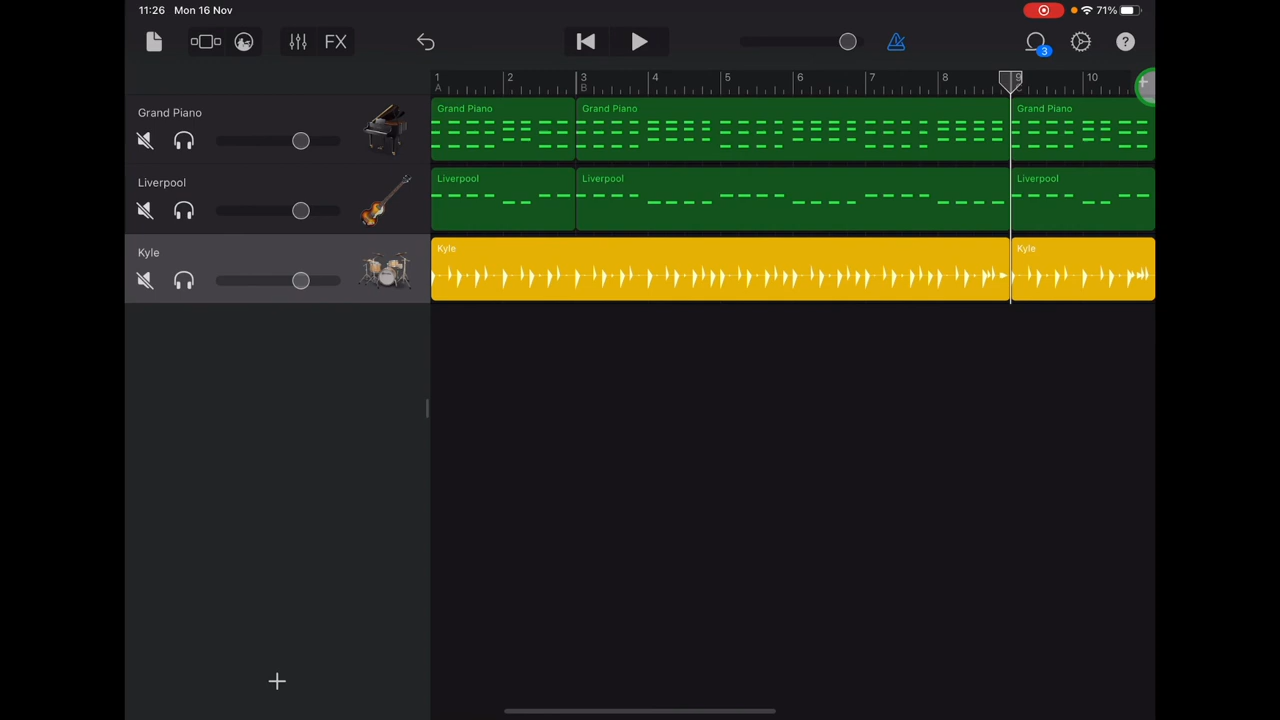 11:26 Mon 16 Nov 71%
FX 3 ?
1 2 3 4 5 6 7 8 9 10
A B
Grand Piano Grand Piano Grand Piano Grand Piano
Liverpool Liverpool Liverpool Liverpool
Kyle Kyle Kyle